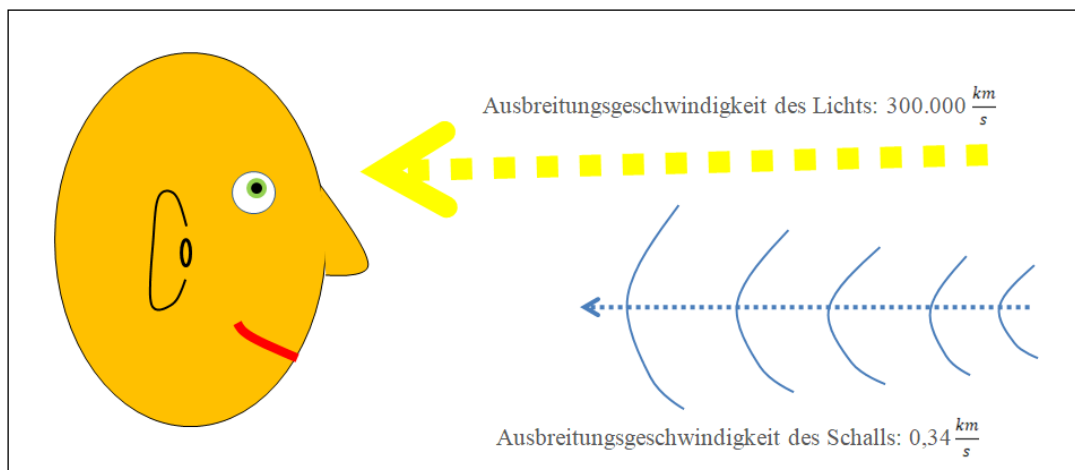 Ausbreitungsgeschwindigkeit des Lichts: 300.000 km/s
Ausbreitungsgeschwindigkeit des Schalls: 0,34 km/s